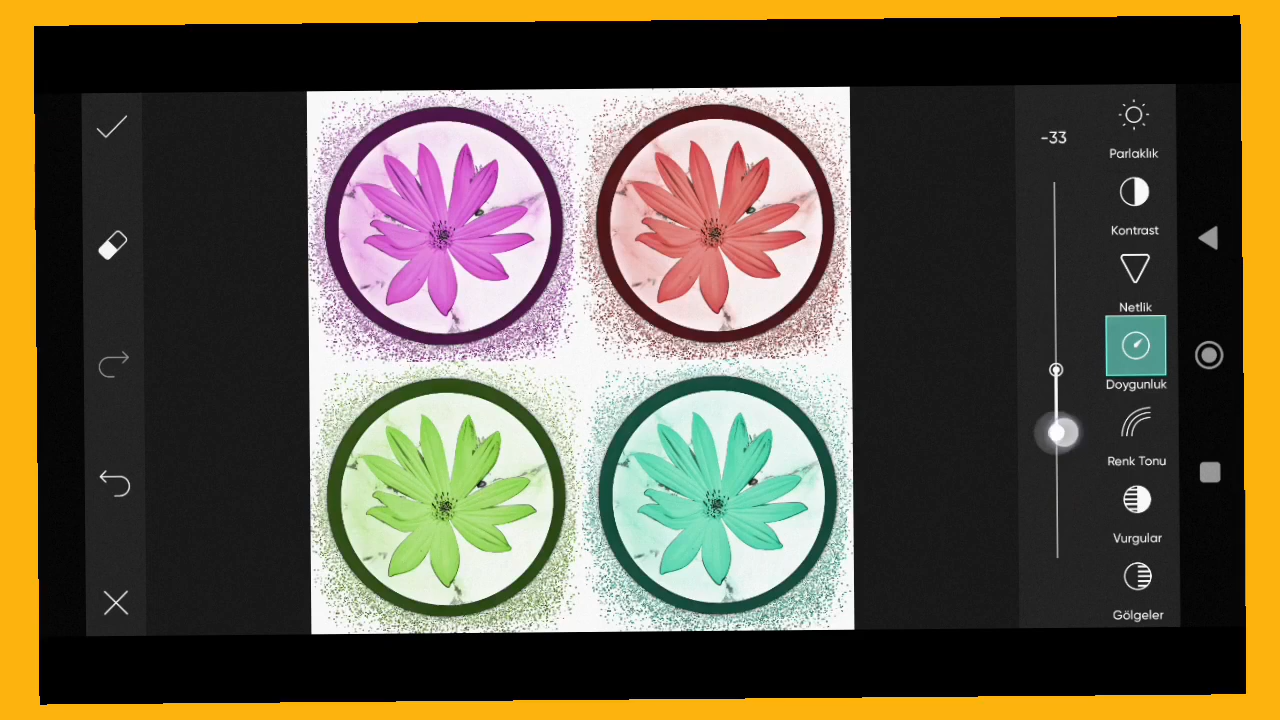 -33
Parlaklık
Kontrast
Netlik
Doygunluk
Renk Tonu
Vurgular
Gölgeler